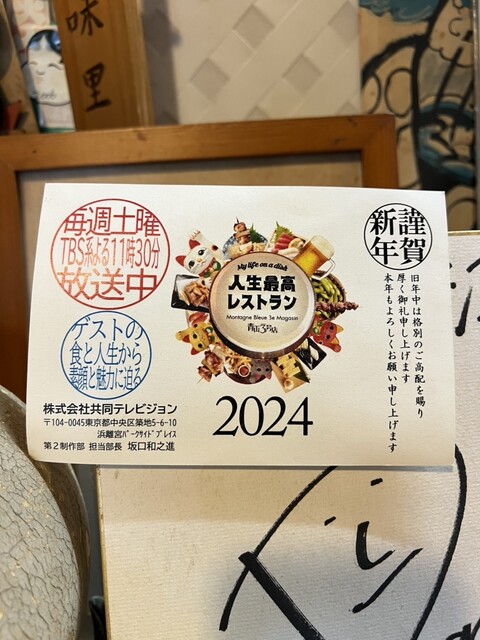 味里
毎週土曜
TBS系よる11時30分
放送中
ゲストの
食と人生から
素顔と魅力に迫る
株式会社共同テレビジョン
〒104-0045東京都中央区築地5-6-10
浜離宮パークサイドプレイス
第2制作部 担当部長 坂口和之進
My life on a dish
人生最高
レストラン
Montagne Bleue 3e Magasin
2024
謹賀
新年
旧年中は格別のご高配を賜り
厚く御礼申し上げます
本年もよろしくお願い申し上げます